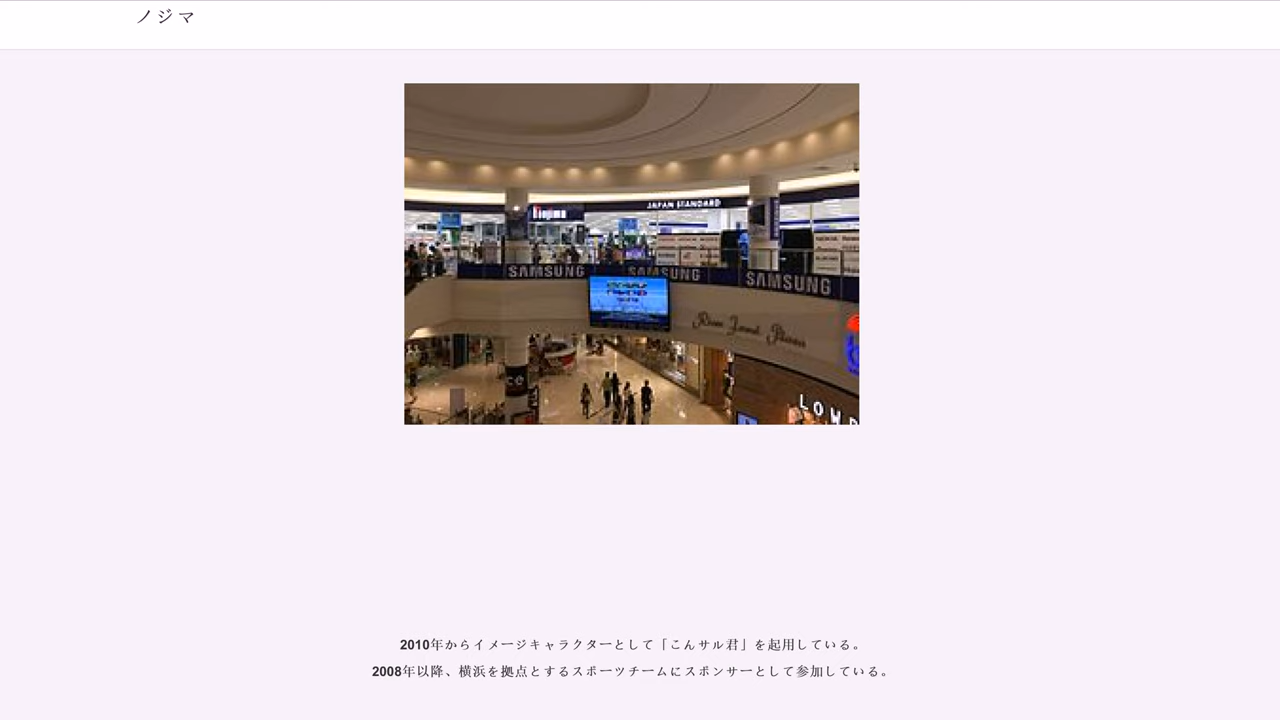 ノジマ
Nojima
JAPAN STANDARD
SAMSUNG
SAMSUNG
SAMSUNG
2010年からイメージキャラクターとして「こんサル君」を起用している。
2008年以降、横浜を拠点とするスポーツチームにスポンサーとして参加している。